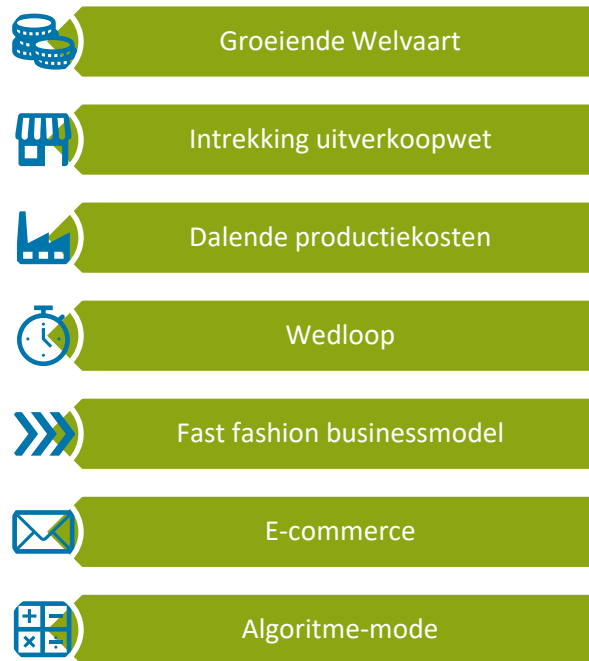 Groeiende Welvaart
Intrekking uitverkoopwet
Dalende productiekosten
Wedloop
Fast fashion businessmodel
E-commerce
Algoritme-mode